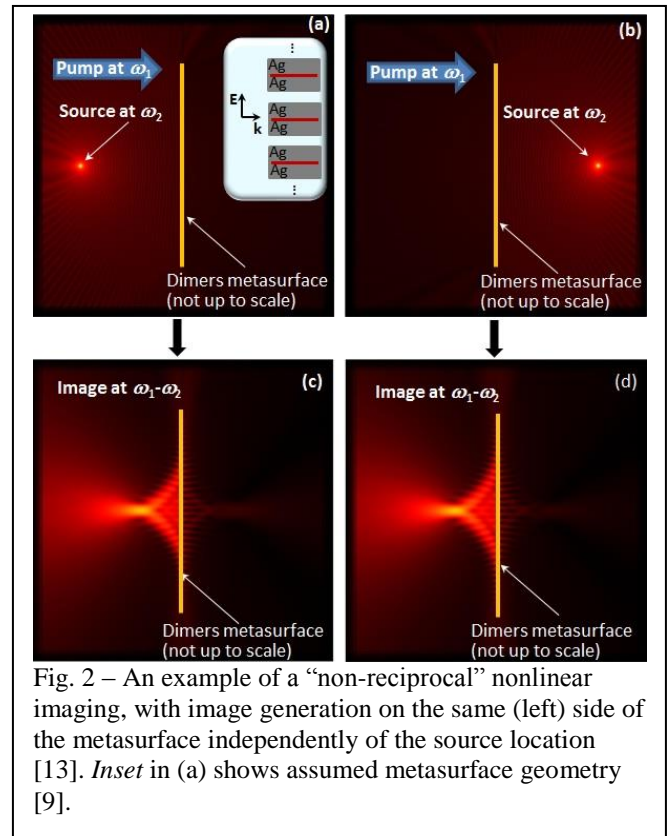 (a)
Pump at ω1
Source at ω2
Ag
Ag
Ag
Ag
Ag
Ag
E
k
Dimers metasurface
(not up to scale)
(b)
Pump at ω1
Source at ω2
Dimers metasurface
(not up to scale)
(c)
Image at ω1-ω2
Dimers metasurface
(not up to scale)
(d)
Image at ω1-ω2
Dimers metasurface
(not up to scale)
Fig. 2 – An example of a “non-reciprocal” nonlinear
imaging, with image generation on the same (left) side of
the metasurface independently of the source location
[13]. Inset in (a) shows assumed metasurface geometry
[9].